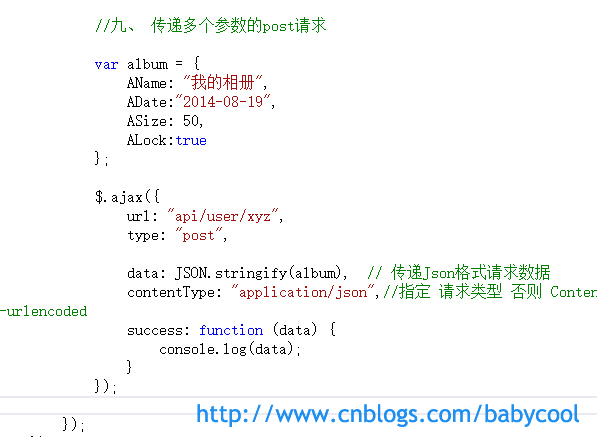 //九、 传递多个参数的post请求
var album = {
AName: "我的相册",
ADate:"2014-08-19",
ASize: 50,
ALock:true
};
$.ajax({
url: "api/user/xyz",
type: "post",
data: JSON.stringify(album), // 传递Json格式请求数据
contentType: "application/json",//指定 请求类型 否则 Conten
-urlencoded
success: function (data) {
console.log(data);
}
});
});
http://www.cnblogs.com/babycool